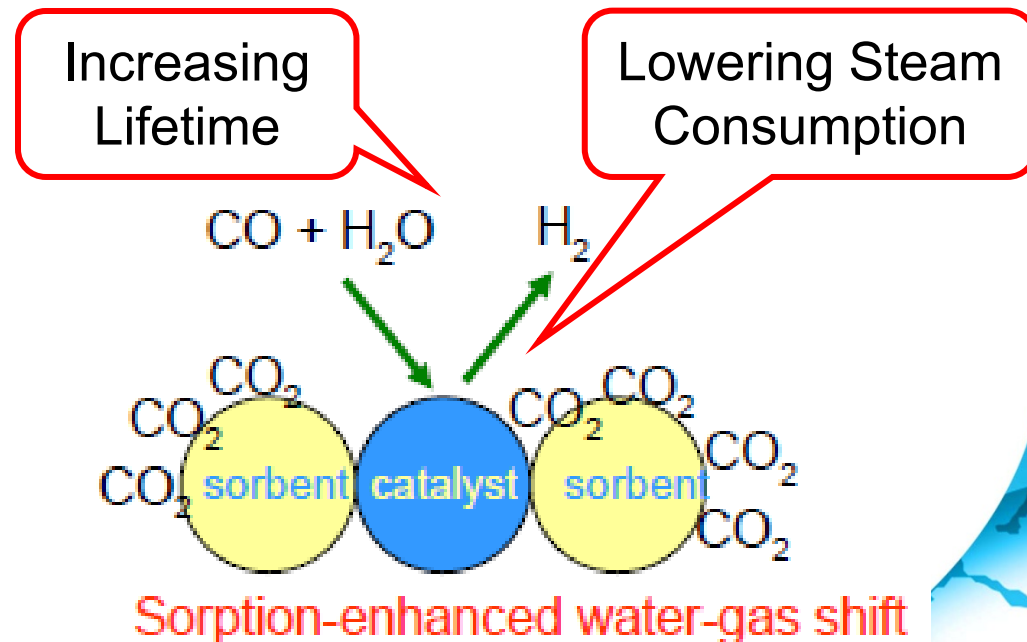 Increasing
Lifetime
Lowering Steam
Consumption
CO + H₂O
H₂
CO₂
CO₂
CO₂
CO₂
CO₂
CO₂
CO₂
sorbent
catalyst
sorbent
Sorption-enhanced water-gas shift